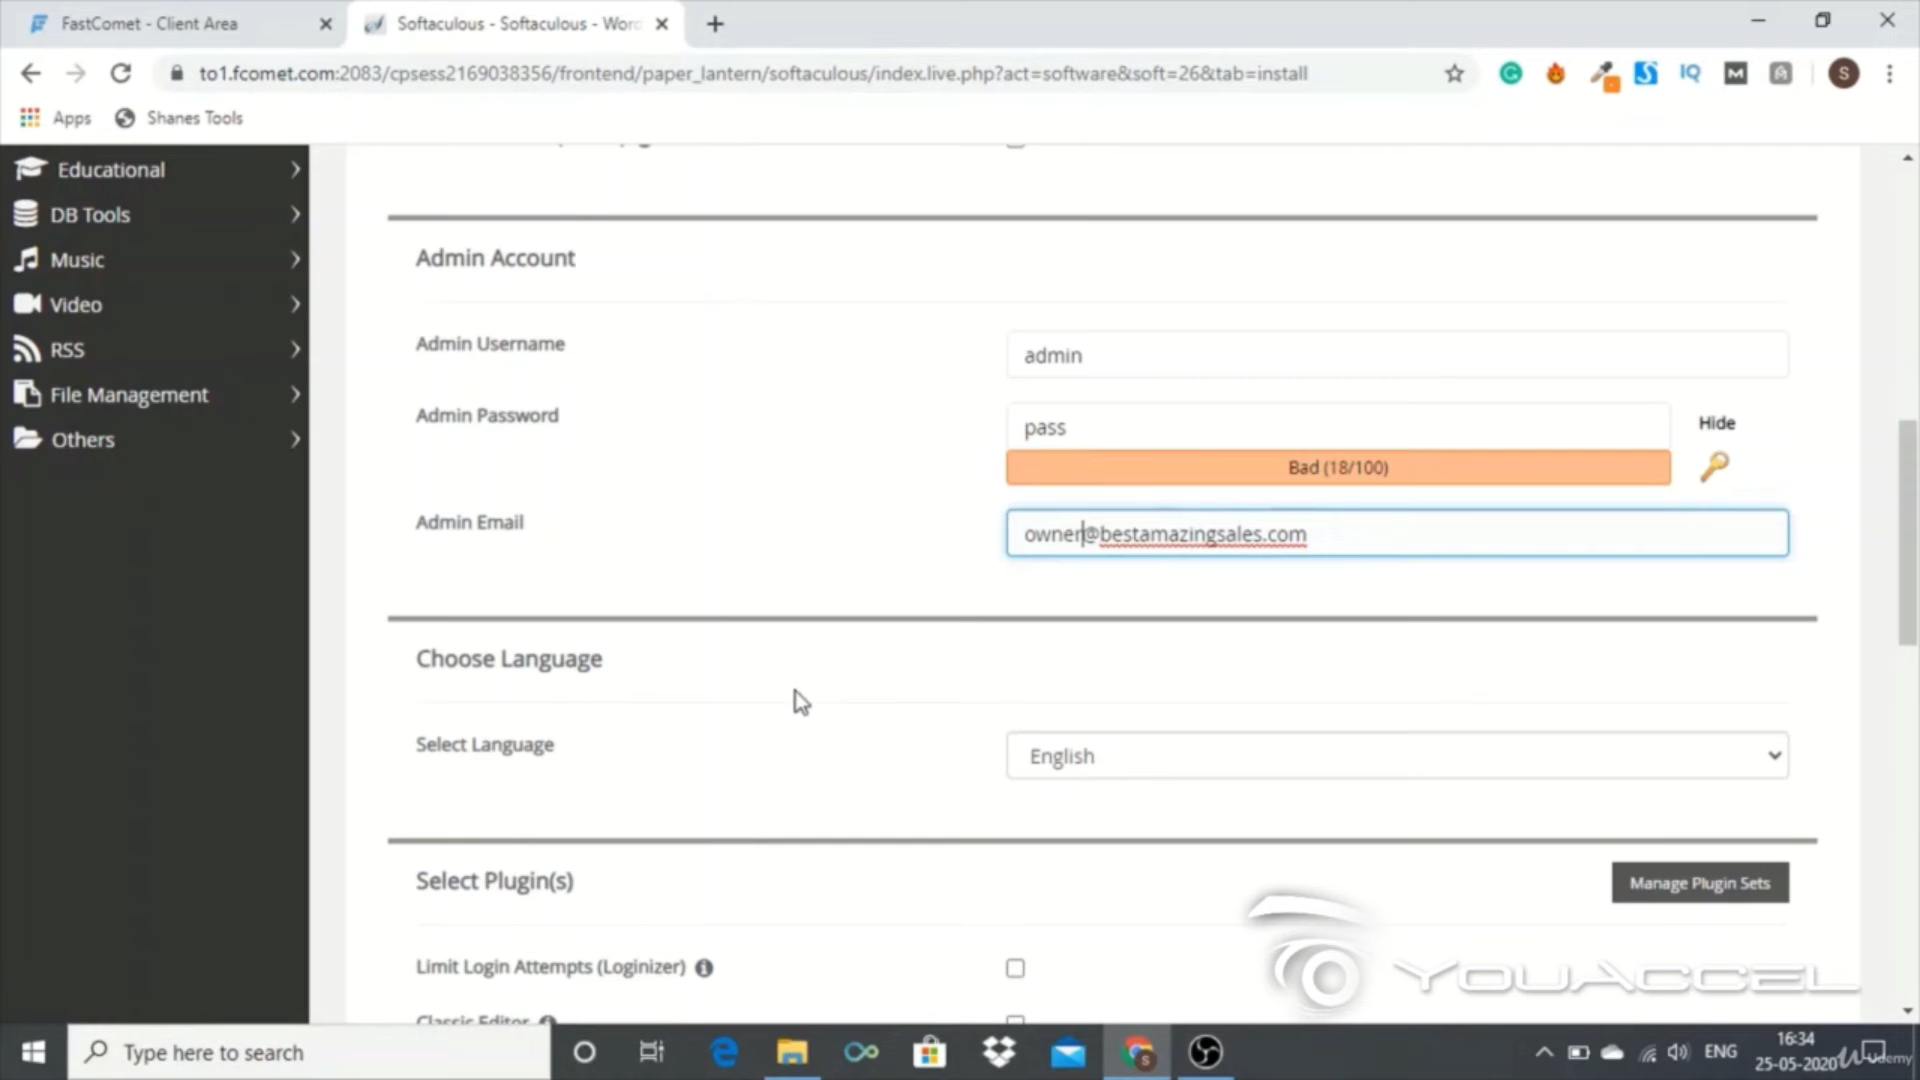 FastComet - Client Area
Softaculous - Softaculous - Word
to1.fcomet.com:2083/cpsess2169038356/frontend/paper_lantern/softaculous/index.live.php?act=software&soft=26&tab=install
IQ
S
Apps
Shanes Tools
Educational
DB Tools
Music
Video
RSS
File Management
Others
Admin Account
Admin Username
admin
Admin Password
pass
Hide
Bad (18/100)
Admin Email
owner@bestamazingsales.com
Choose Language
Select Language
English
Select Plugin(s)
Manage Plugin Sets
Limit Login Attempts (Loginizer)
Classic Editor
YOUACCEL
Type here to search
ENG
16:34
25-05-2020
Udemy